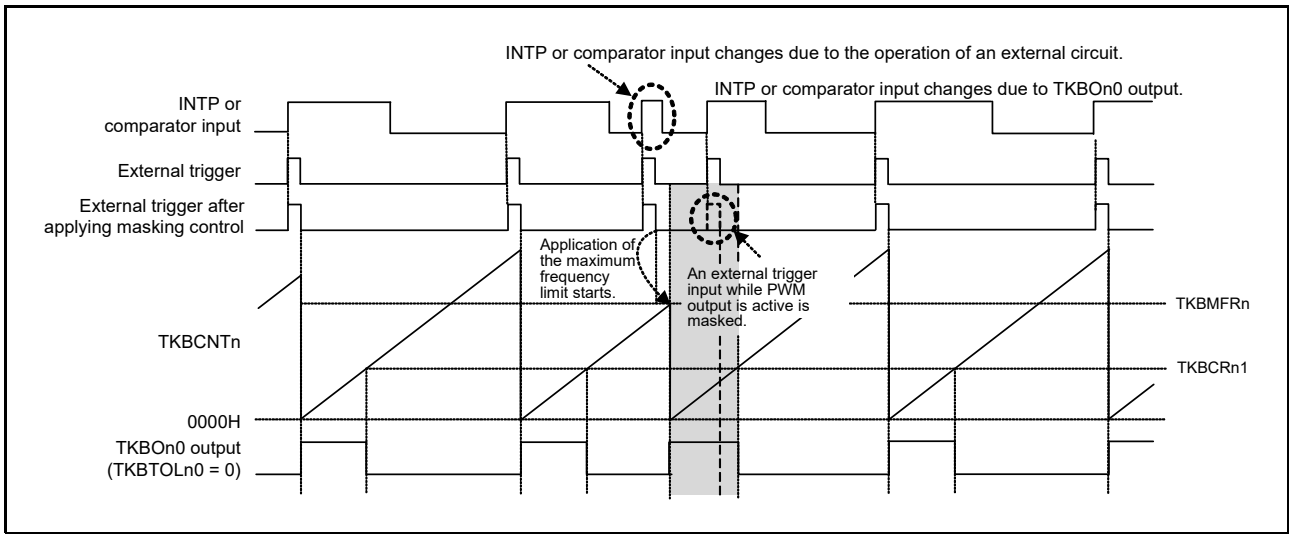 INTP or comparator input changes due to the operation of an external circuit.
INTP or comparator input changes due to TKBOn0 output.
INTP or
comparator input
External trigger
External trigger after
applying masking control
Application of
the maximum
frequency
limit starts.
An external trigger
input while PWM
output is active is
masked.
TKBMFRn
TKBCNTn
TKBCRn1
0000H
TKBOn0 output
(TKBTOLn0 = 0)